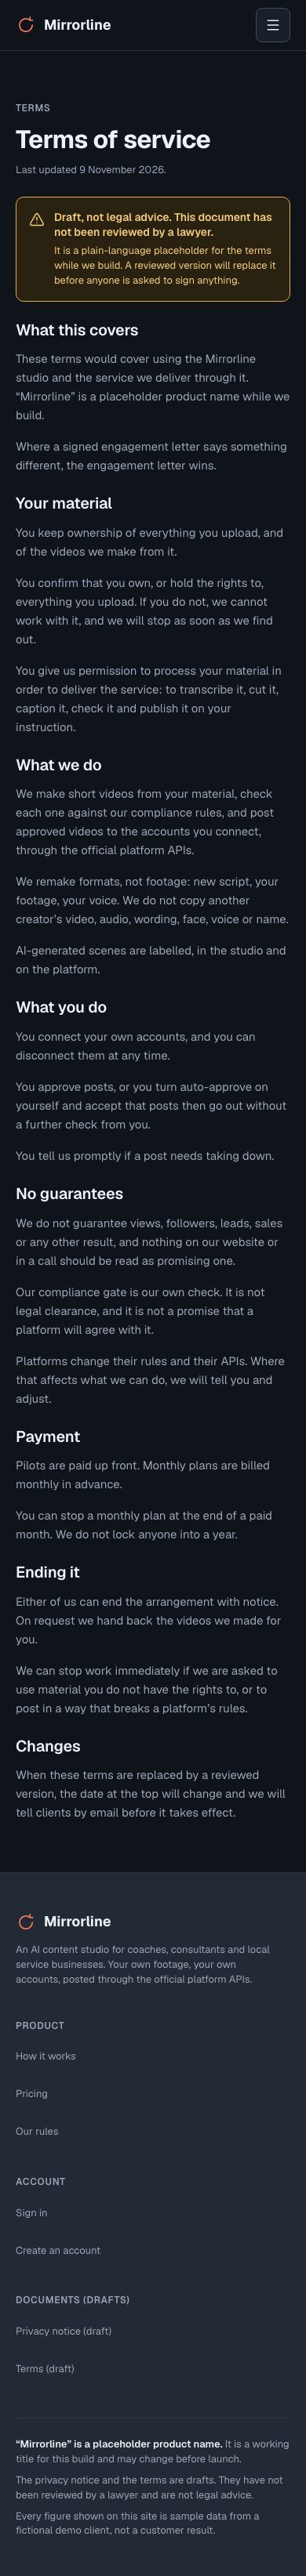 Mirrorline
TERMS
Terms of service
Last updated 9 November 2026.
Draft, not legal advice. This document has
not been reviewed by a lawyer.
It is a plain-language placeholder for the terms
while we build. A reviewed version will replace it
before anyone is asked to sign anything.
What this covers
These terms would cover using the Mirrorline
studio and the service we deliver through it.
“Mirrorline” is a placeholder product name while we
build.
Where a signed engagement letter says something
different, the engagement letter wins.
Your material
You keep ownership of everything you upload, and
of the videos we make from it.
You confirm that you own, or hold the rights to,
everything you upload. If you do not, we cannot
work with it, and we will stop as soon as we find
out.
You give us permission to process your material in
order to deliver the service: to transcribe it, cut it,
caption it, check it and publish it on your
instruction.
What we do
We make short videos from your material, check
each one against our compliance rules, and post
approved videos to the accounts you connect,
through the official platform APIs.
We remake formats, not footage: new script, your
footage, your voice. We do not copy another
creator’s video, audio, wording, face, voice or name.
AI-generated scenes are labelled, in the studio and
on the platform.
What you do
You connect your own accounts, and you can
disconnect them at any time.
You approve posts, or you turn auto-approve on
yourself and accept that posts then go out without
a further check from you.
You tell us promptly if a post needs taking down.
No guarantees
We do not guarantee views, followers, leads, sales
or any other result, and nothing on our website or
in a call should be read as promising one.
Our compliance gate is our own check. It is not
legal clearance, and it is not a promise that a
platform will agree with it.
Platforms change their rules and their APIs. Where
that affects what we can do, we will tell you and
adjust.
Payment
Pilots are paid up front. Monthly plans are billed
monthly in advance.
You can stop a monthly plan at the end of a paid
month. We do not lock anyone into a year.
Ending it
Either of us can end the arrangement with notice.
On request we hand back the videos we made for
you.
We can stop work immediately if we are asked to
use material you do not have the rights to, or to
post in a way that breaks a platform’s rules.
Changes
When these terms are replaced by a reviewed
version, the date at the top will change and we will
tell clients by email before it takes effect.
Mirrorline
An AI content studio for coaches, consultants and local
service businesses. Your own footage, your own
accounts, posted through the official platform APIs.
PRODUCT
How it works
Pricing
Our rules
ACCOUNT
Sign in
Create an account
DOCUMENTS (DRAFTS)
Privacy notice (draft)
Terms (draft)
“Mirrorline” is a placeholder product name. It is a working
title for this build and may change before launch.
The privacy notice and the terms are drafts. They have not
been reviewed by a lawyer and are not legal advice.
Every figure shown on this site is sample data from a
fictional demo client, not a customer result.